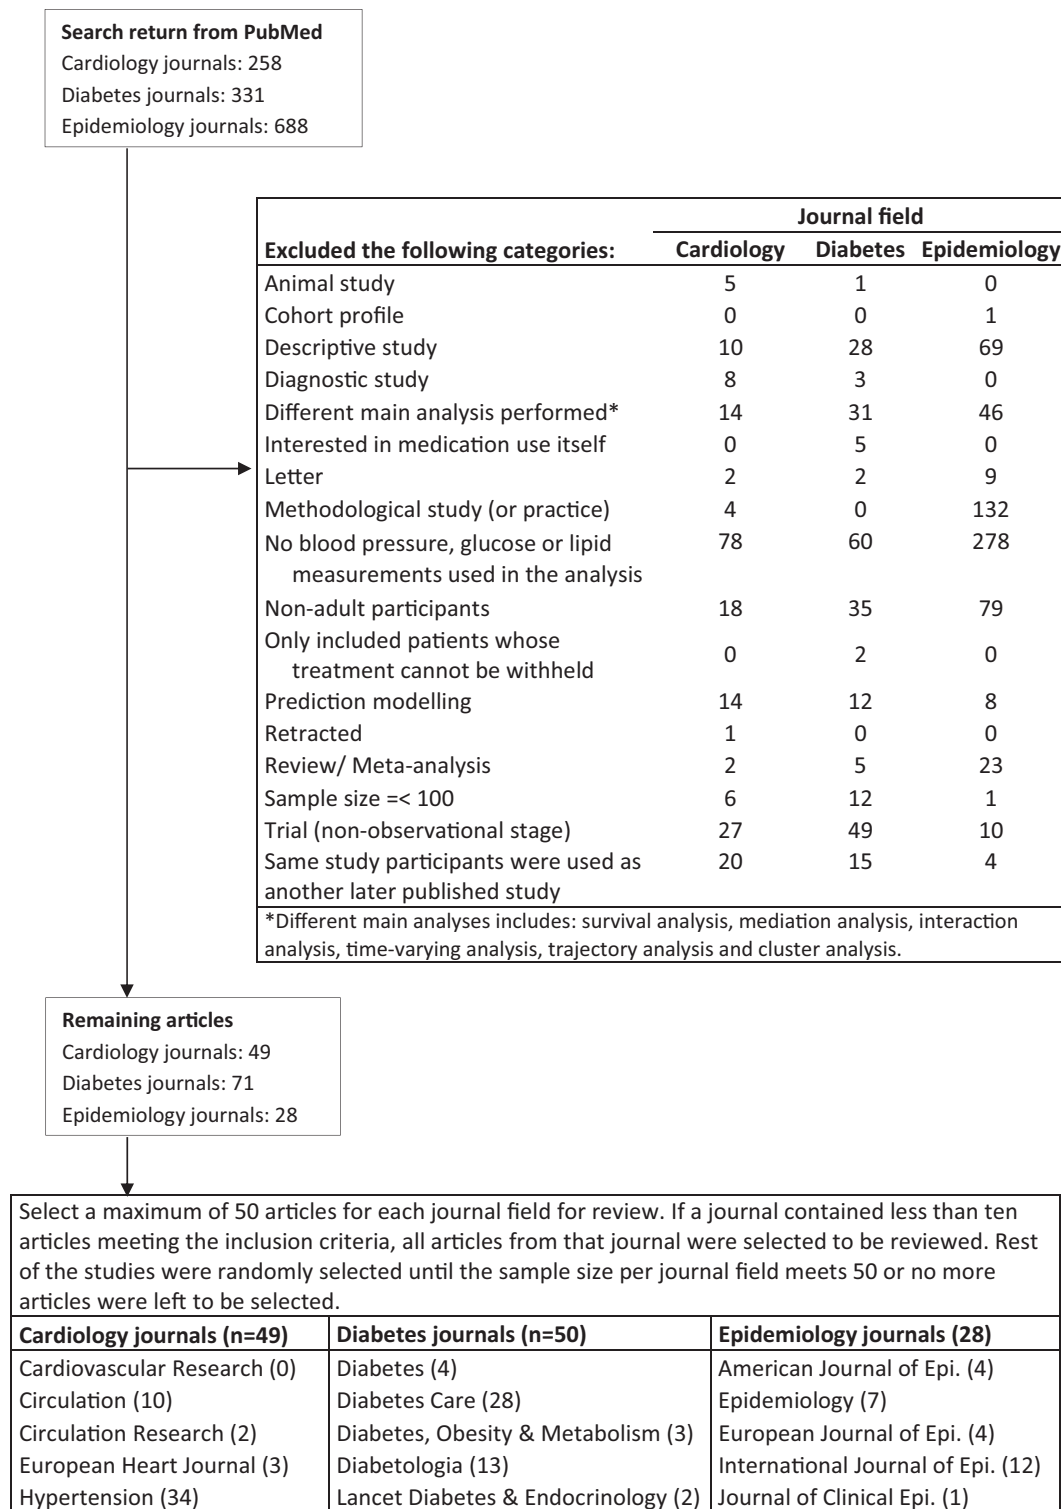 Search return from PubMed
Cardiology journals: 258
Diabetes journals: 331
Epidemiology journals: 688
Journal field
Excluded the following categories: Cardiology Diabetes Epidemiology
Animal study 5 1 0
Cohort profile 0 0 1
Descriptive study 10 28 69
Diagnostic study 8 3 0
Different main analysis performed* 14 31 46
Interested in medication use itself 0 5 0
Letter 2 2 9
Methodological study (or practice) 4 0 132
No blood pressure, glucose or lipid 78 60 278
measurements used in the analysis
Non-adult participants 18 35 79
Only included patients whose
treatment cannot be withheld 0 2 0
Prediction modelling 14 12 8
Retracted 1 0 0
Review/ Meta-analysis 2 5 23
Sample size =< 100 6 12 1
Trial (non-observational stage) 27 49 10
Same study participants were used as 20 15 4
another later published study
*Different main analyses includes: survival analysis, mediation analysis, interaction
analysis, time-varying analysis, trajectory analysis and cluster analysis.
Remaining articles
Cardiology journals: 49
Diabetes journals: 71
Epidemiology journals: 28
Select a maximum of 50 articles for each journal field for review. If a journal contained less than ten
articles meeting the inclusion criteria, all articles from that journal were selected to be reviewed. Rest
of the studies were randomly selected until the sample size per journal field meets 50 or no more
articles were left to be selected.
Cardiology journals (n=49) Diabetes journals (n=50) Epidemiology journals (28)
Cardiovascular Research (0) Diabetes (4) American Journal of Epi. (4)
Circulation (10) Diabetes Care (28) Epidemiology (7)
Circulation Research (2) Diabetes, Obesity & Metabolism (3) European Journal of Epi. (4)
European Heart Journal (3) Diabetologia (13) International Journal of Epi. (12)
Hypertension (34) Lancet Diabetes & Endocrinology (2) Journal of Clinical Epi. (1)